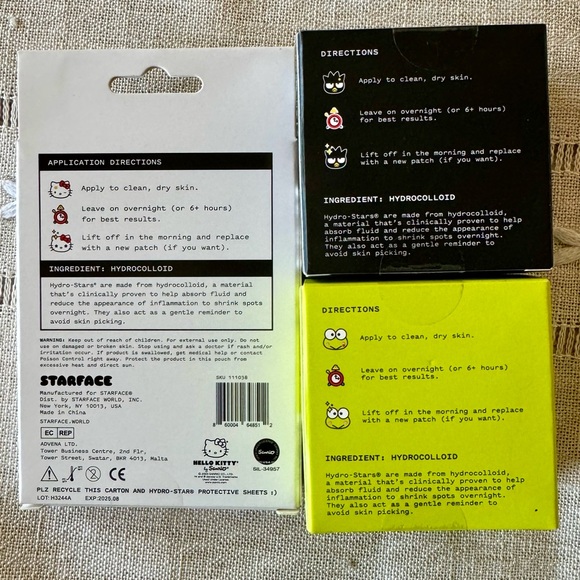 APPLICATION DIRECTIONS
Apply to clean, dry skin.
Leave on overnight (or 6+ hours)
for best results.
Lift off in the morning and replace
with a new patch (if you want).
INGREDIENT: HYDROCOLLOID
Hydro-Stars® are made from hydrocolloid, a material
that's clinically proven to help absorb fluid and
reduce the appearance of inflammation to shrink spots
overnight. They also act as a gentle reminder to
avoid skin picking.
WARNING: Keep out of reach of children. For external use only. Do not
use on damaged or broken skin. Stop using and ask a doctor if rash and/or
irritation occur. If product is swallowed, get medical help or contact
Poison Control right away. Protect the product in this pouch from
excessive heat and direct sun.
STARFACE
Manufactured for STARFACE®
Dist. by STARFACE WORLD, INC.
New York, NY 10013, USA
Made in China
STARFACE.WORLD
EC REP
ADVENA LTD.
Tower Business Centre, 2nd Flr,
Tower Street, Swatar, BKR 4013, Malta
CE
SKU 111038
8 60004 64891 2
HELLO KITTY
by Sanrio
Sanrio
SIL-34957
PLZ RECYCLE THIS CARTON AND HYDRO-STAR® PROTECTIVE SHEETS :)
LOT: H3244A EXP:2025.08
DIRECTIONS
Apply to clean, dry skin.
Leave on overnight (or 6+ hours)
for best results.
Lift off in the morning and replace
with a new patch (if you want).
INGREDIENT: HYDROCOLLOID
Hydro-Stars® are made from hydrocolloid,
a material that's clinically proven to help
absorb fluid and reduce the appearance of
inflammation to shrink spots overnight.
They also act as a gentle reminder to
avoid skin picking.
DIRECTIONS
Apply to clean, dry skin.
Leave on overnight (or 6+ hours)
for best results.
Lift off in the morning and replace
with a new patch (if you want).
INGREDIENT: HYDROCOLLOID
Hydro-Stars® are made from hydrocolloid,
a material that's clinically proven to help
absorb fluid and reduce the appearance of
inflammation to shrink spots overnight.
They also act as a gentle reminder to
avoid skin picking.